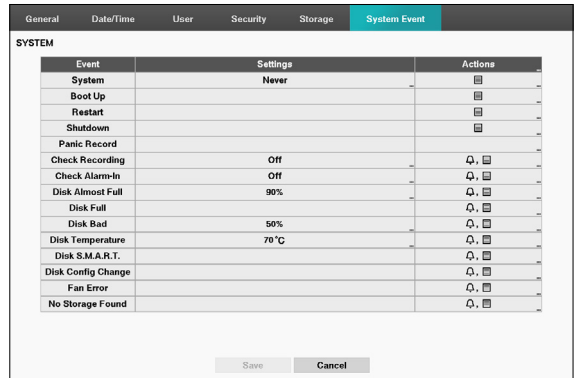 General Date/Time User Security Storage System Event
SYSTEM
Event Settings Actions
System Never
Boot Up
Restart
Shutdown
Panic Record
Check Recording Off
Check Alarm-In Off
Disk Almost Full 90%
Disk Full
Disk Bad 50%
Disk Temperature 70°C
Disk S.M.A.R.T.
Disk Config Change
Fan Error
No Storage Found
Save Cancel